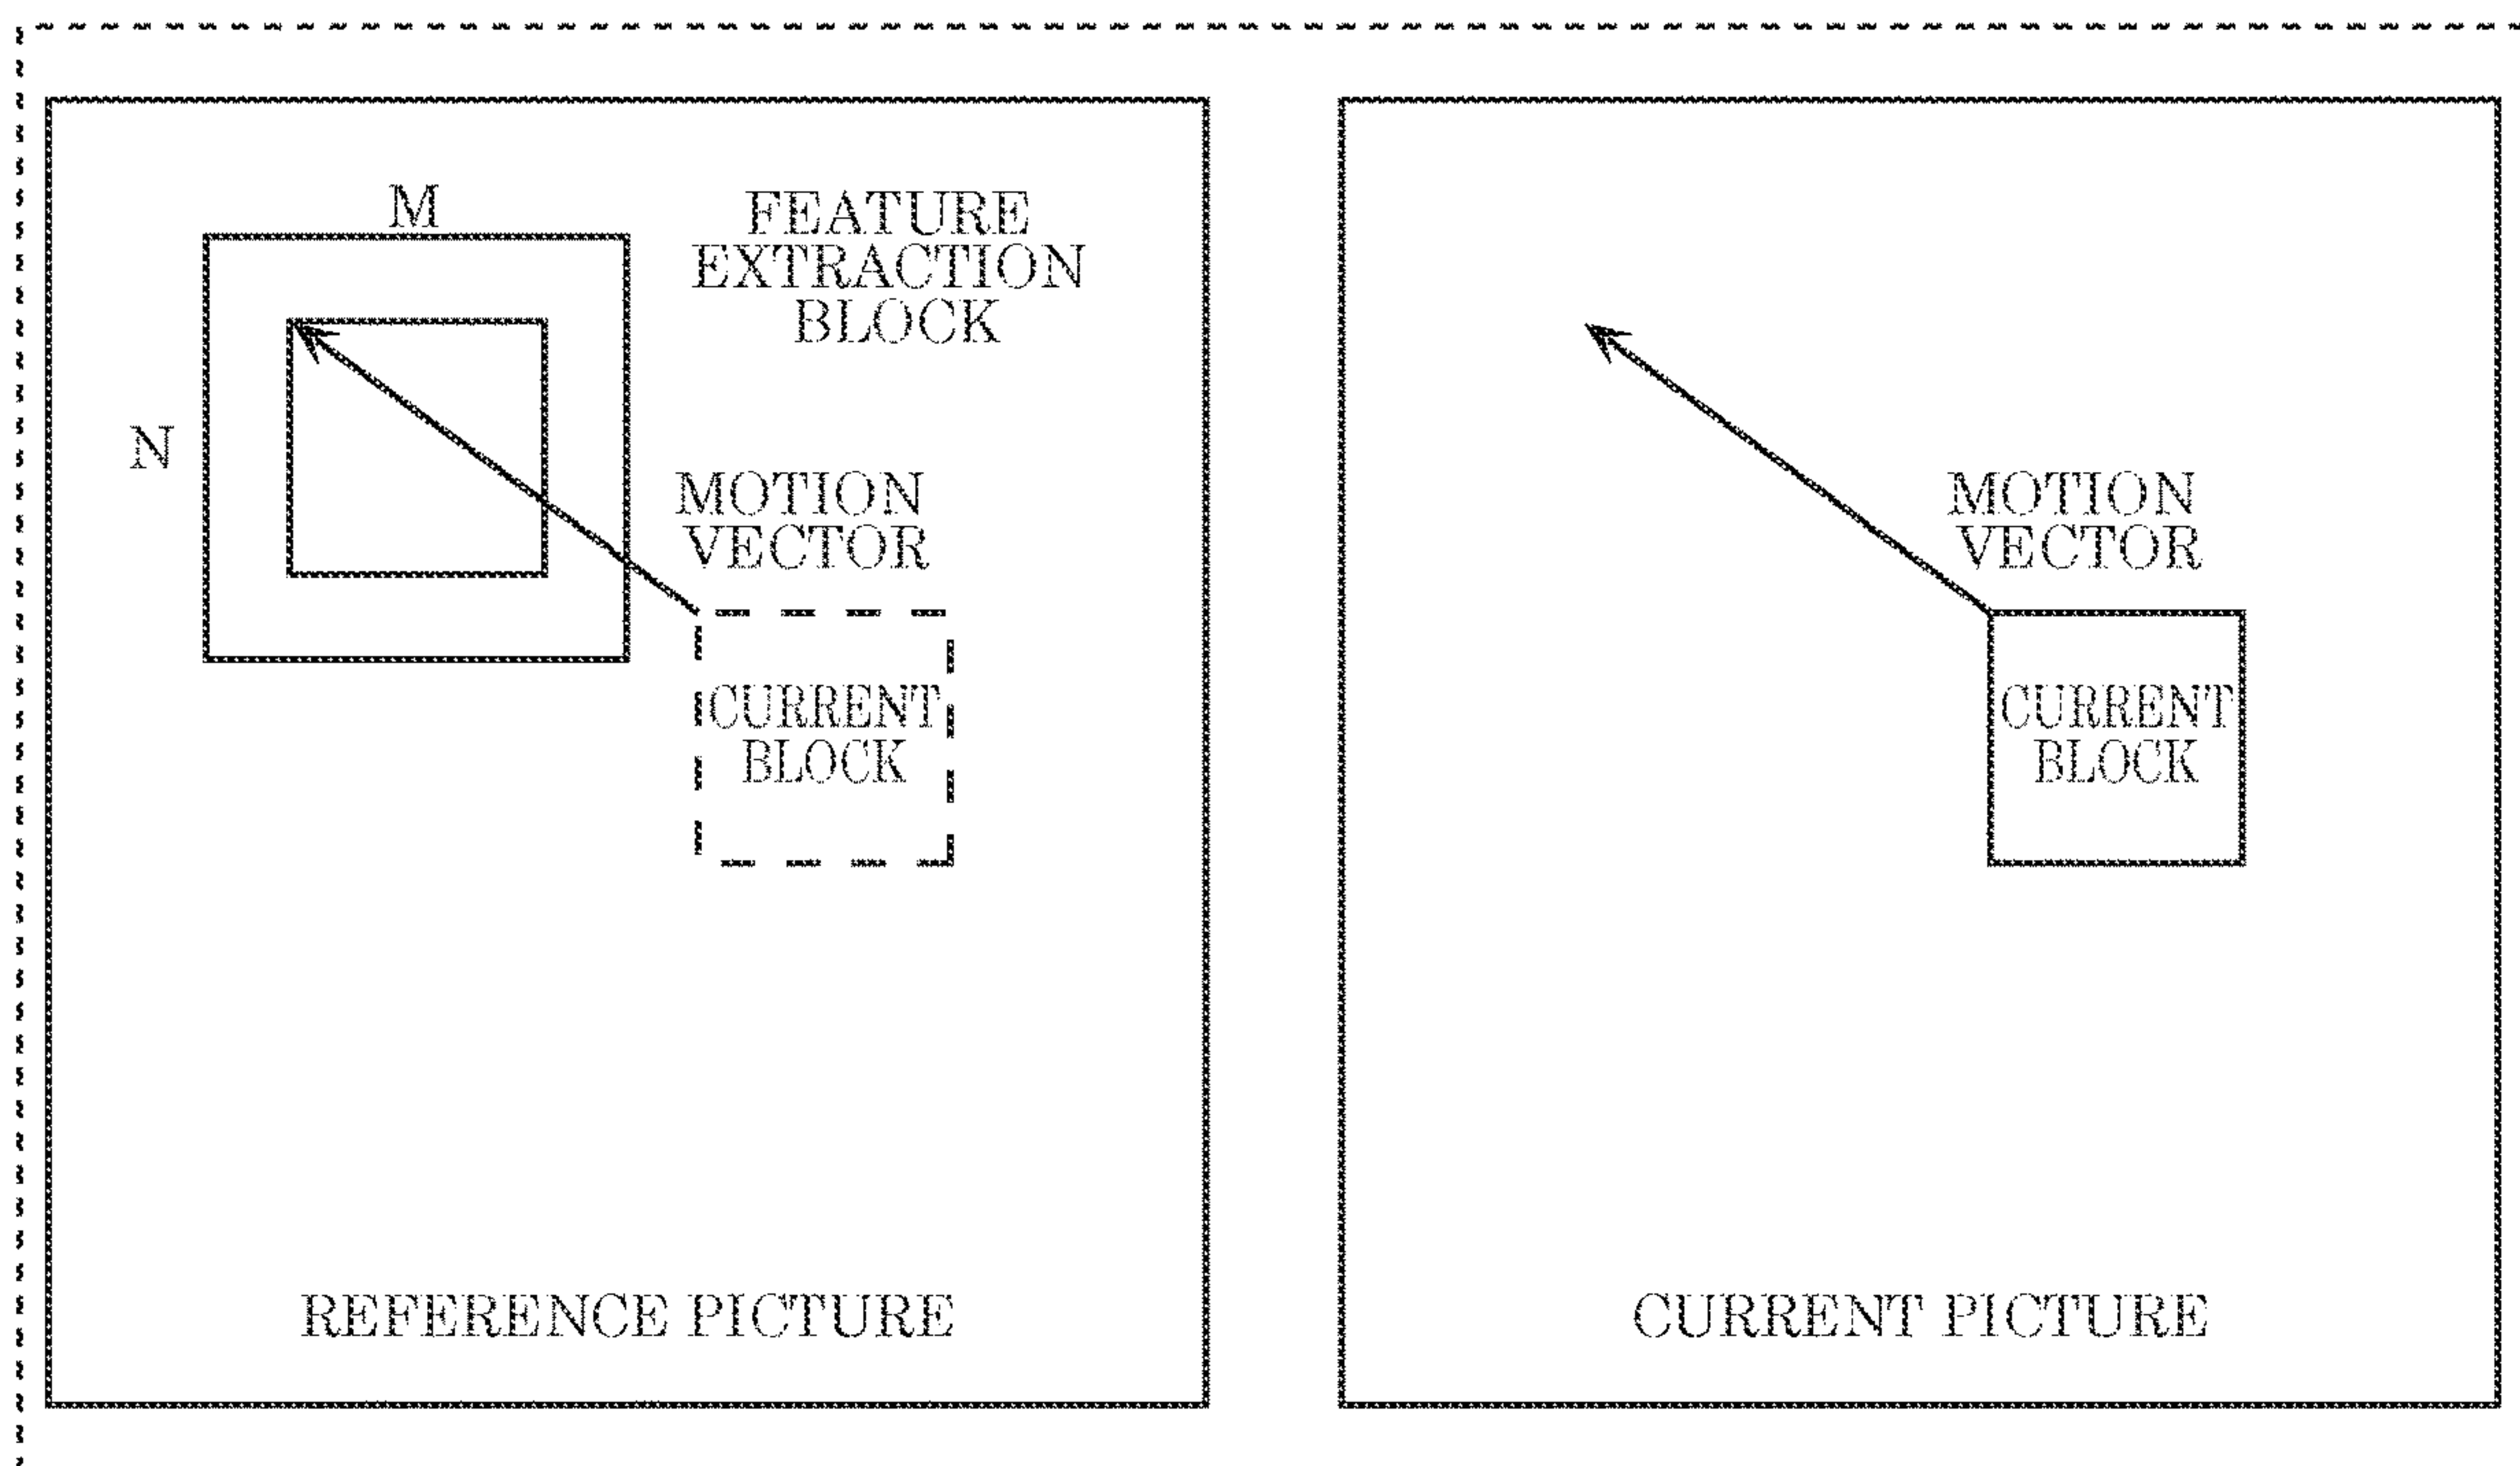 M
FEATURE
EXTRACTION
BLOCK
N
MOTION
VECTOR
CURRENT
BLOCK
REFERENCE PICTURE
MOTION
VECTOR
CURRENT
BLOCK
CURRENT PICTURE